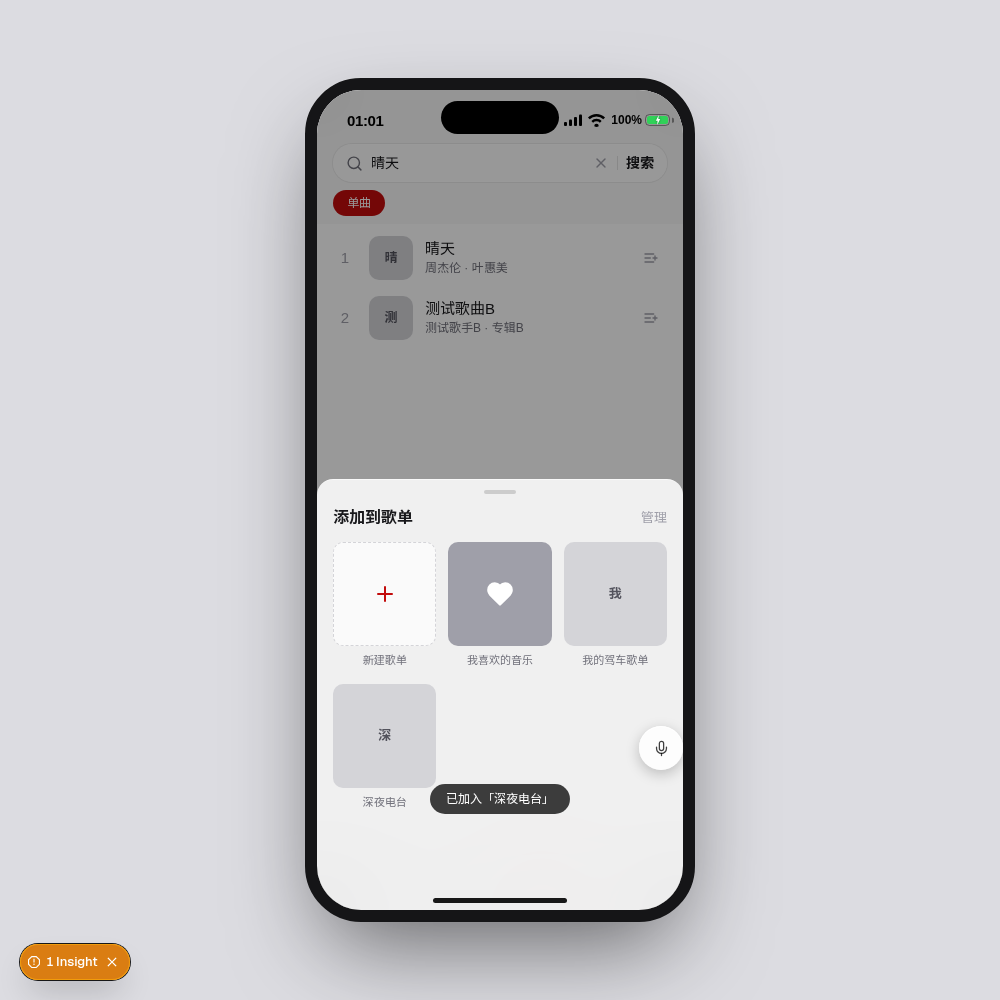 01:01
100%
晴天
搜索
单曲
1
晴
晴天
周杰伦 · 叶惠美
2
测
测试歌曲B
测试歌手B · 专辑B
添加到歌单
管理
我
新建歌单
我喜欢的音乐
我的驾车歌单
深
深夜电台
已加入「深夜电台」
1 Insight